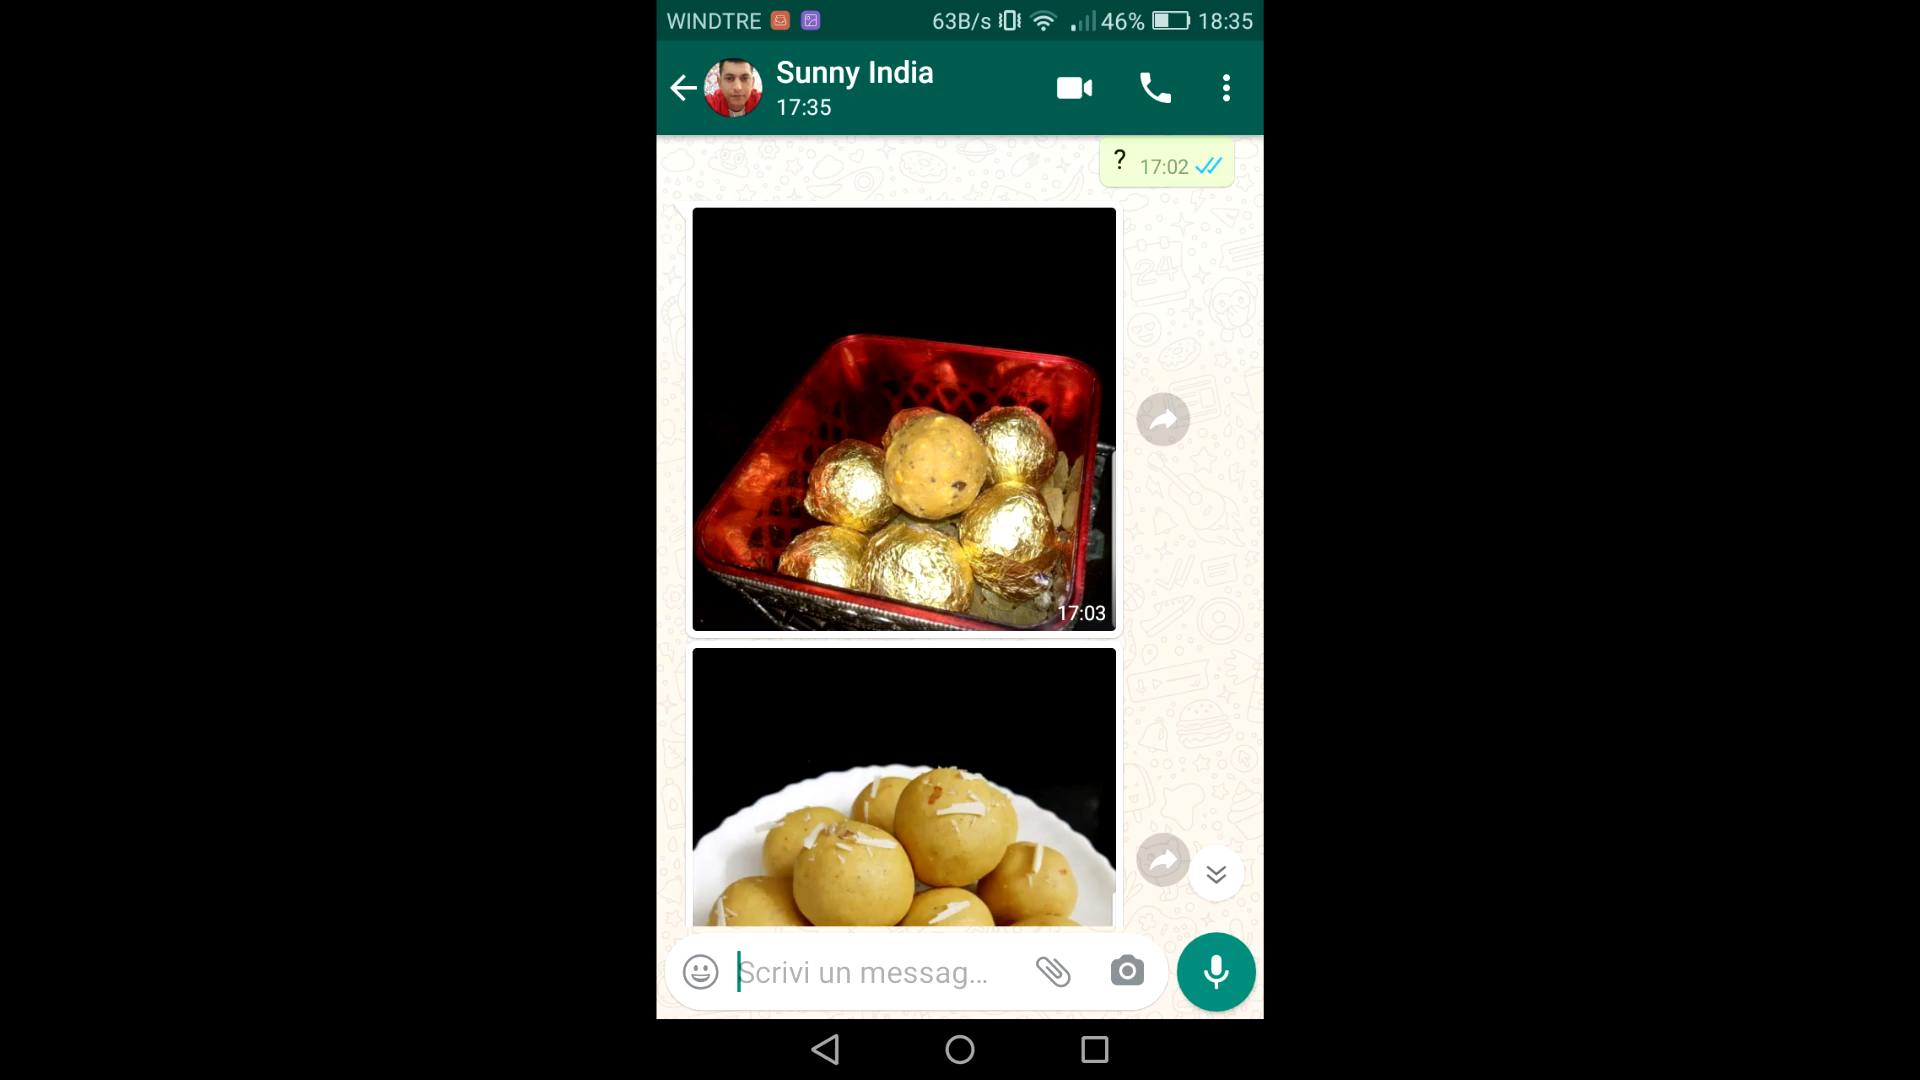 WINDTRE 63B/s 46% 18:35
Sunny India
17:35
? 17:02
17:03
Scrivi un messag...